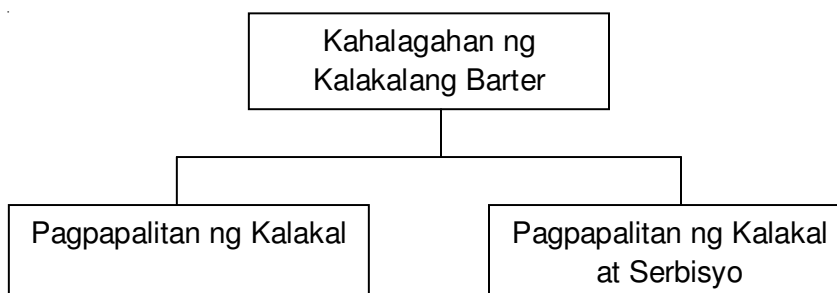 Kahalagahan ng
Kalakalang Barter
Pagpapalitan ng Kalakal
Pagpapalitan ng Kalakal
at Serbisyo